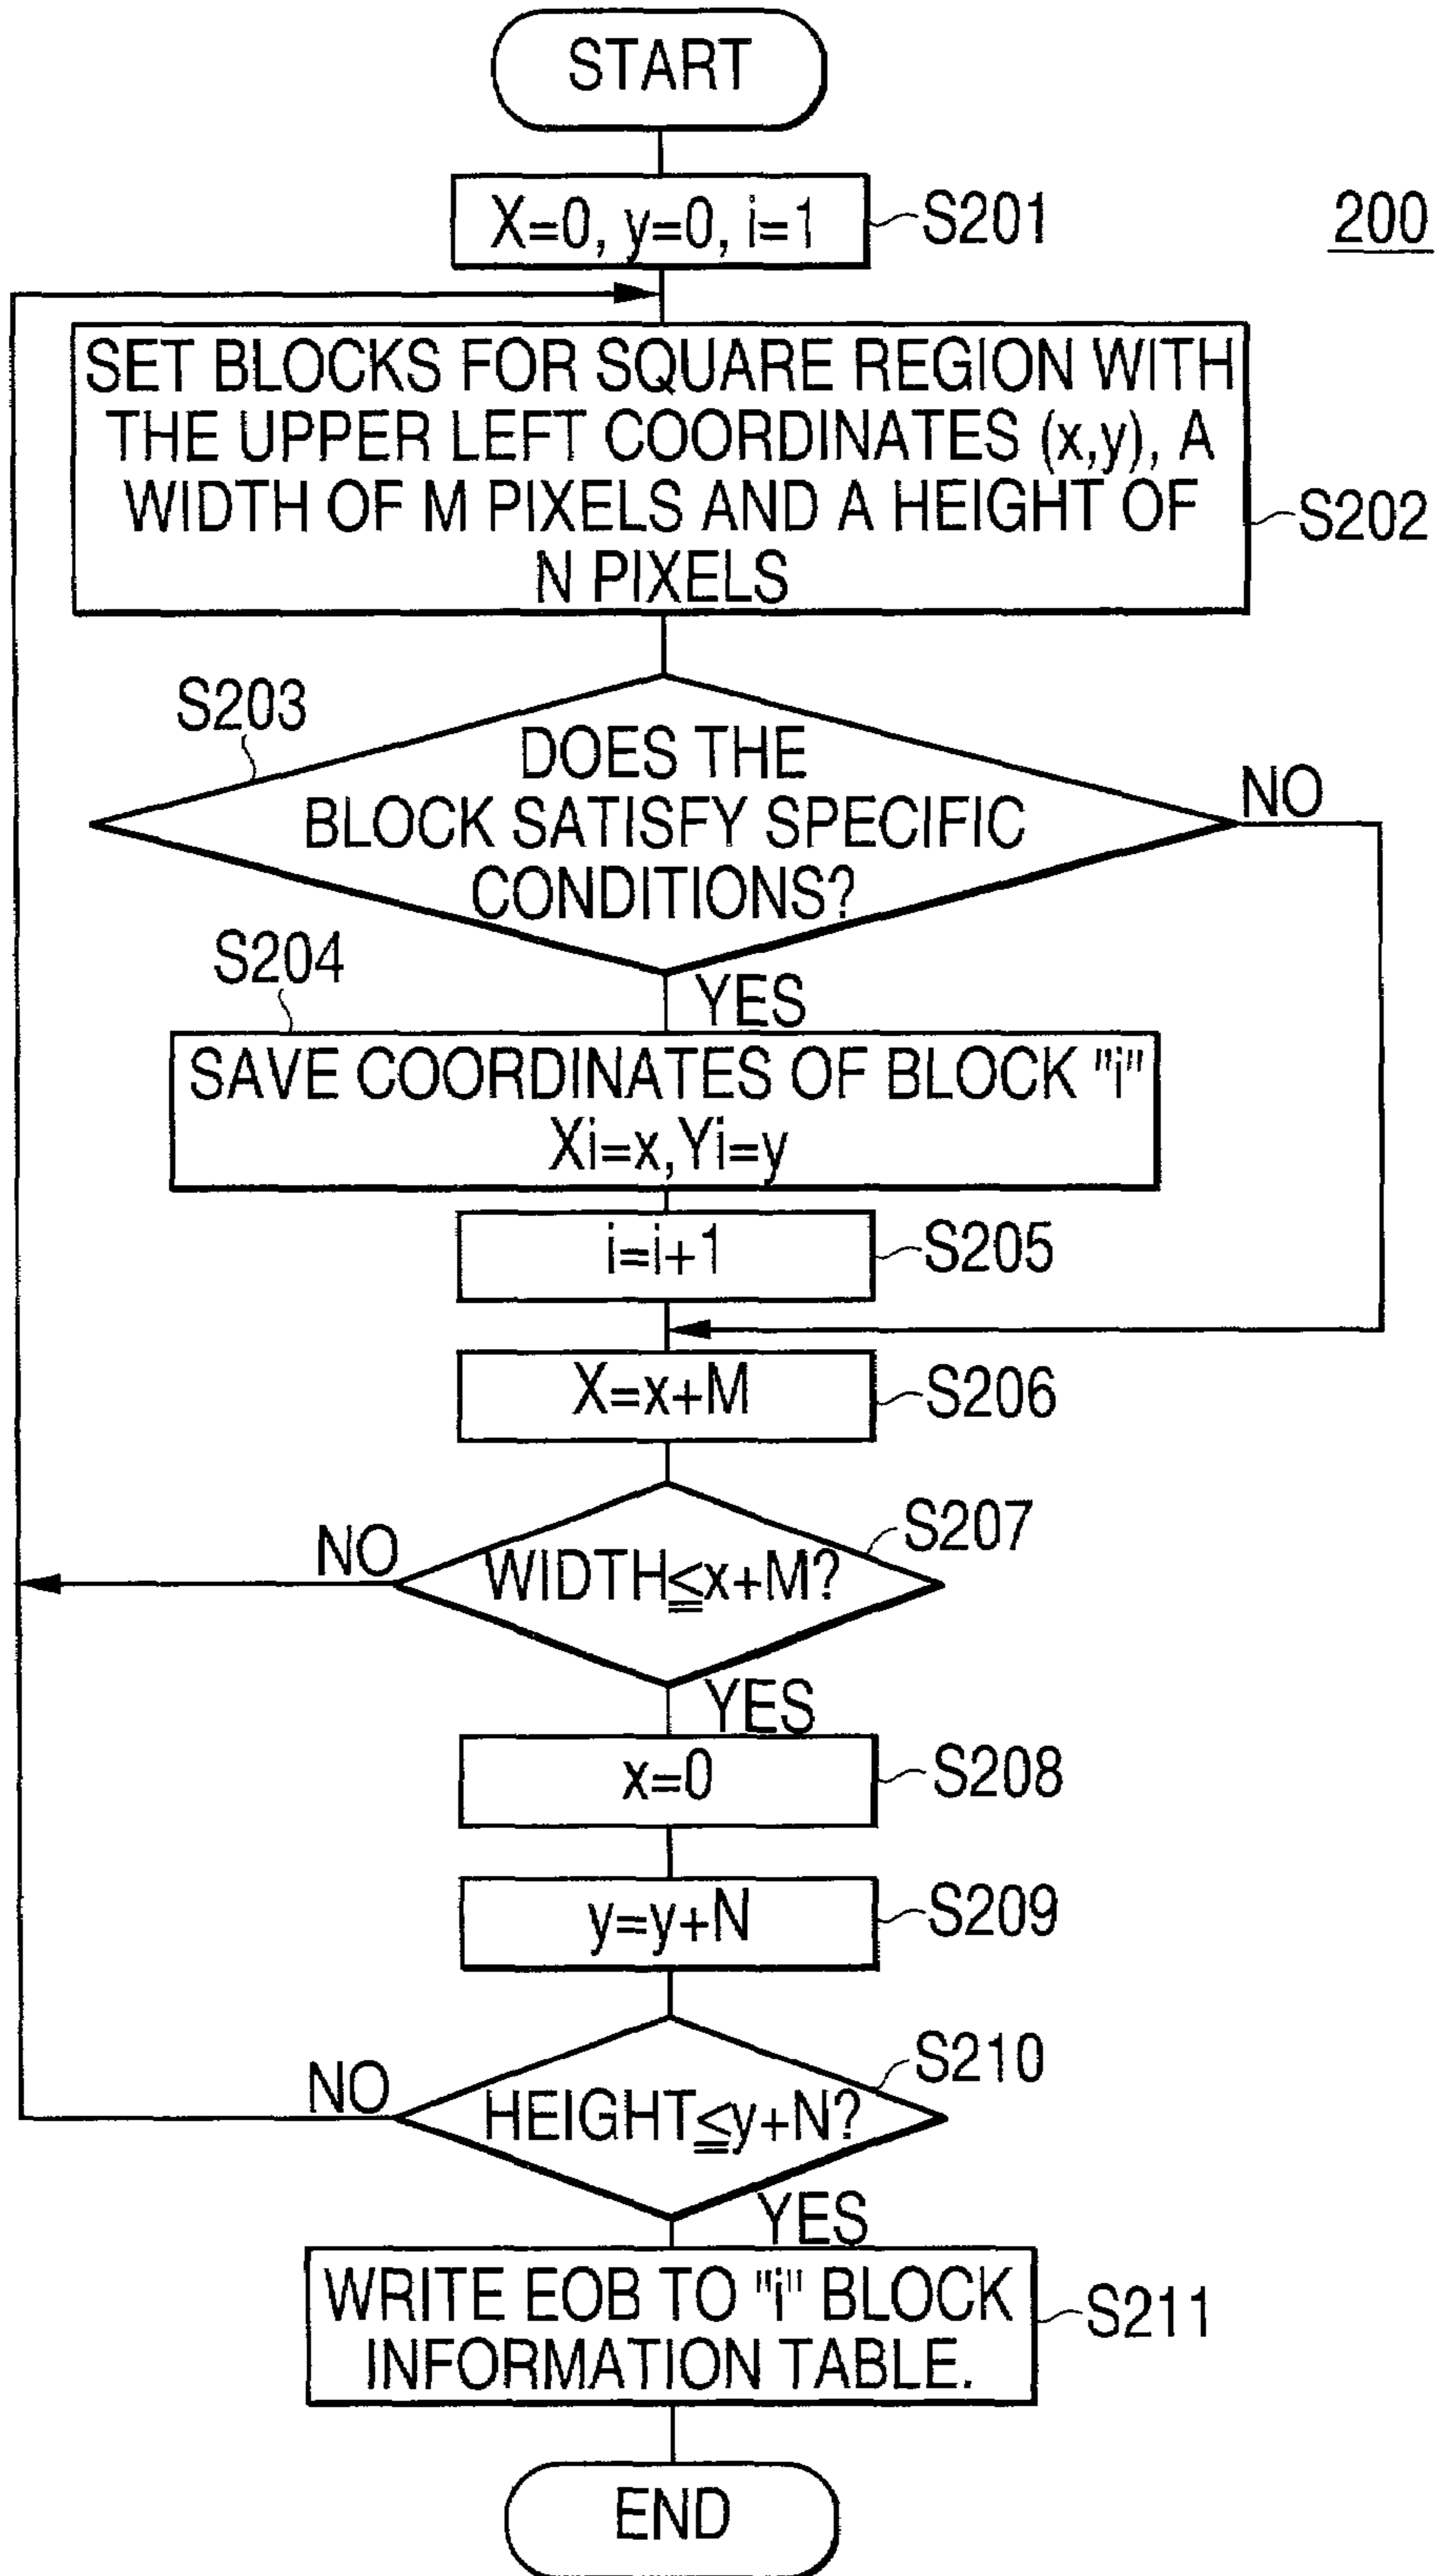 START
X=0, y=0, i=1
S201
200
SET BLOCKS FOR SQUARE REGION WITH
THE UPPER LEFT COORDINATES (x,y), A
WIDTH OF M PIXELS AND A HEIGHT OF
N PIXELS
S202
S203
DOES THE
BLOCK SATISFY SPECIFIC
CONDITIONS?
NO
YES
S204
SAVE COORDINATES OF BLOCK "i"
Xi=x,Yi=y
i=i+1
S205
X=x+M
S206
WIDTH≦x+M?
S207
NO
YES
x=0
S208
y=y+N
S209
HEIGHT≦y+N?
S210
NO
YES
WRITE EOB TO "i" BLOCK
INFORMATION TABLE.
S211
END